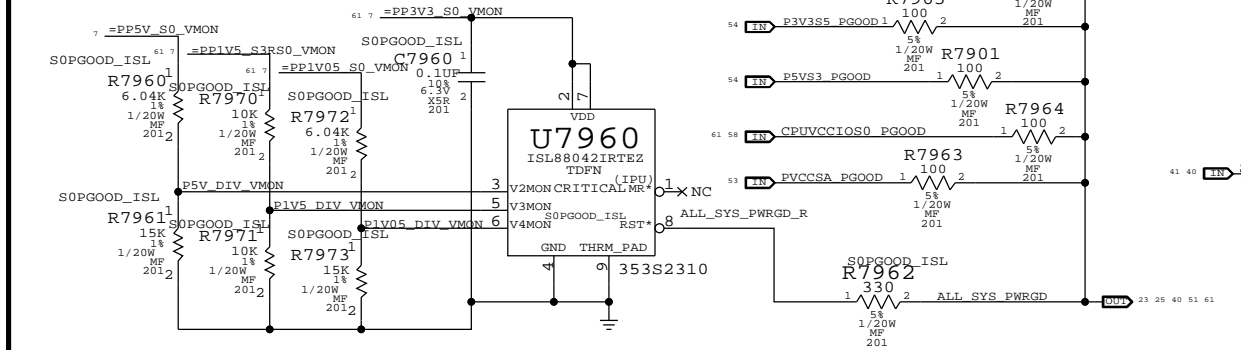 =PP5V_S0_VMON
7
61 7
=PP1V5_S3RS0_VMON
61 7
=PP1V05_S0_VMON
61 7
=PP3V3_S0_VMON
S0PGOOD_ISL
R7960
6.04K
1%
1/20W
MF
201
1
2
S0PGOOD_ISL
R7970
10K
1%
1/20W
MF
201
1
2
S0PGOOD_ISL
R7972
6.04K
1%
1/20W
MF
201
1
2
S0PGOOD_ISL
C7960
0.1UF
10%
6.3V
X5R
201
1
2
P5V_DIV_VMON
P1V5_DIV_VMON
P1V05_DIV_VMON
S0PGOOD_ISL
R7961
15K
1%
1/20W
MF
201
1
2
S0PGOOD_ISL
R7971
10K
1%
1/20W
MF
201
1
2
S0PGOOD_ISL
R7973
15K
1%
1/20W
MF
201
1
2
2
7
VDD
U7960
ISL88042IRTEZ
TDFN
(IPU)
3
V2MON
CRITICAL
MR*
1
NC
5
V3MON
6
V4MON
S0PGOOD_ISL
RST*
8
ALL_SYS_PWRGD_R
GND
THRM_PAD
4
9
353S2310
54
IN
P3V3S5_PGOOD
1
100
2
5%
1/20W
MF
201
201
54
IN
P5VS3_PGOOD
R7901
1
100
2
5%
1/20W
MF
201
61 58
IN
CPUVCCIOS0_PGOOD
R7964
1
100
2
5%
1/20W
MF
201
53
IN
PVCCSA_PGOOD
R7963
1
100
2
5%
1/20W
MF
201
41 40
IN
S0PGOOD_ISL
R7962
1
330
2
5%
1/20W
MF
201
ALL_SYS_PWRGD
OUT
23 25 40 51 61